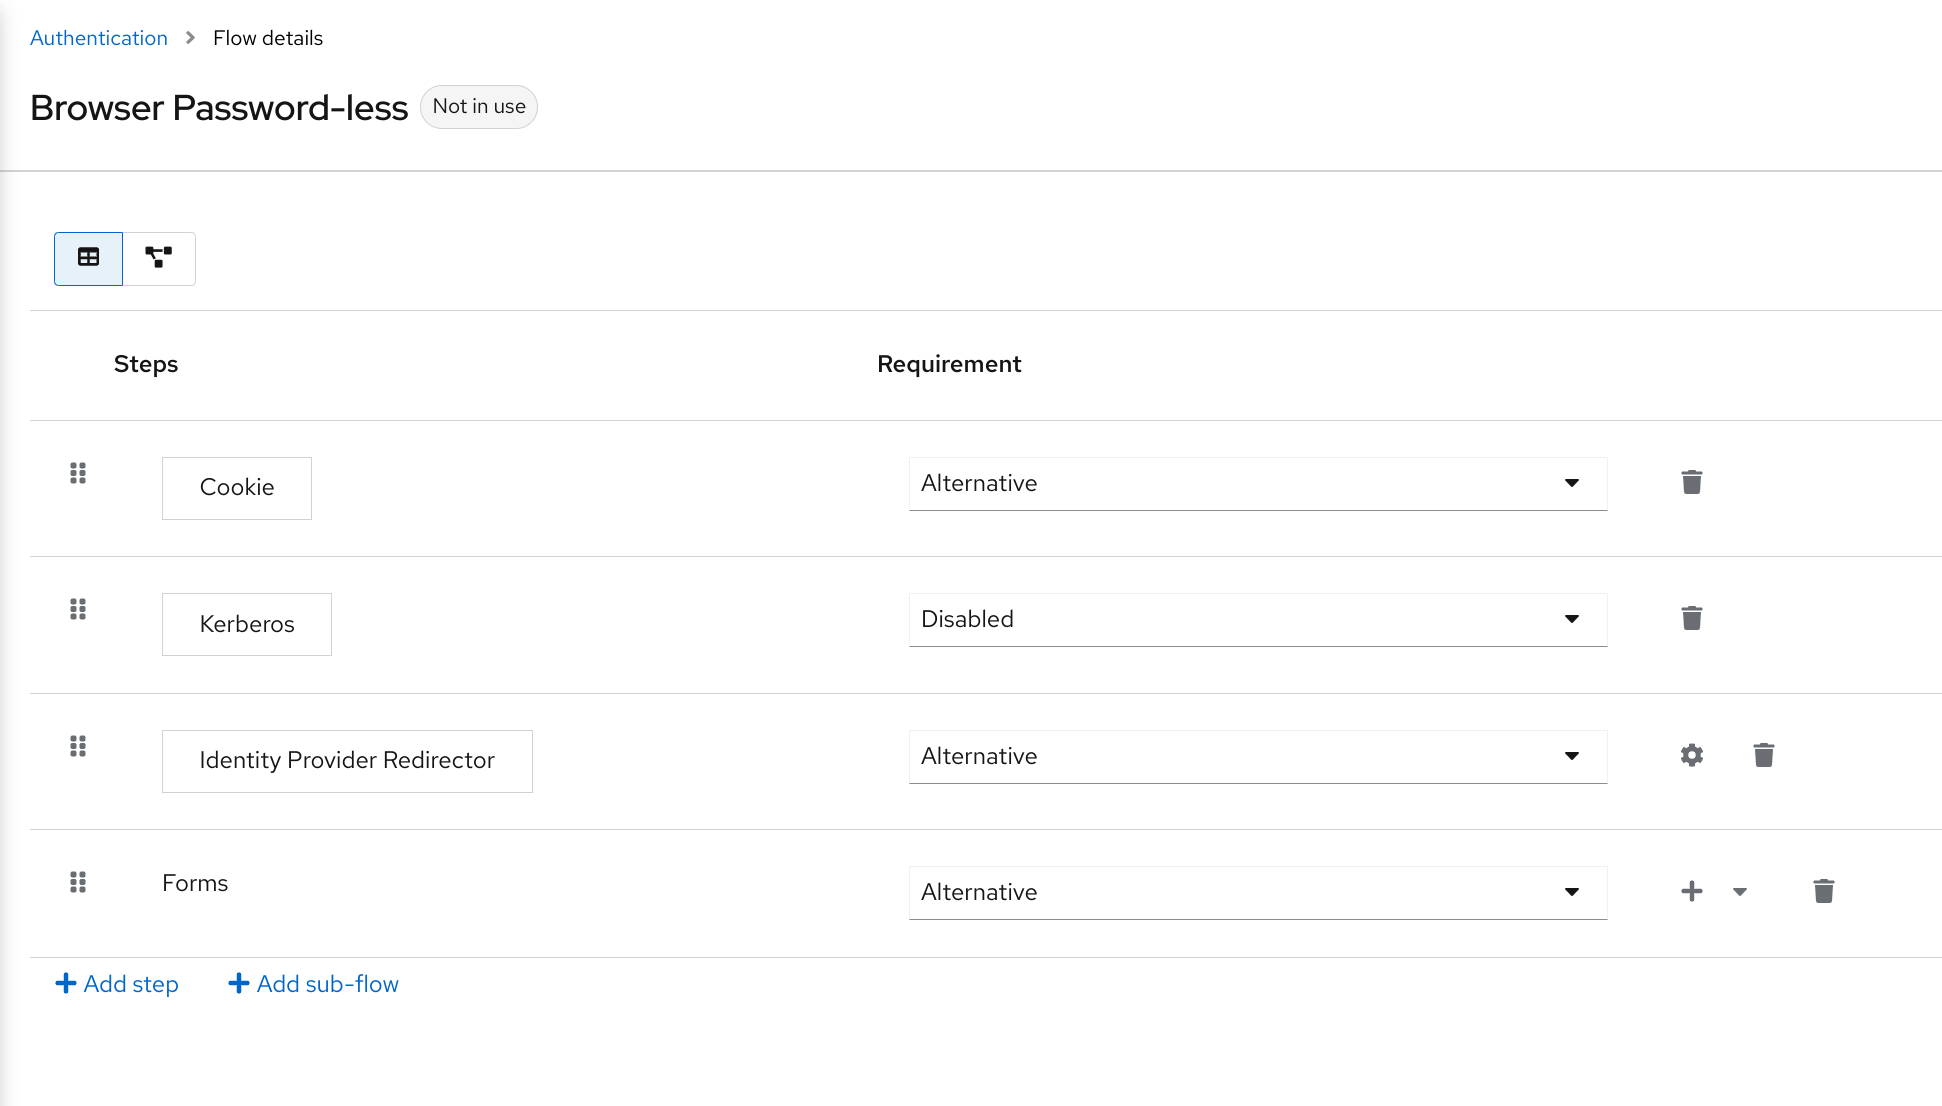 Authentication > Flow details
Browser Password-less Not in use
Steps Requirement
Cookie Alternative
Kerberos Disabled
Identity Provider Redirector Alternative
Forms Alternative
Add step Add sub-flow